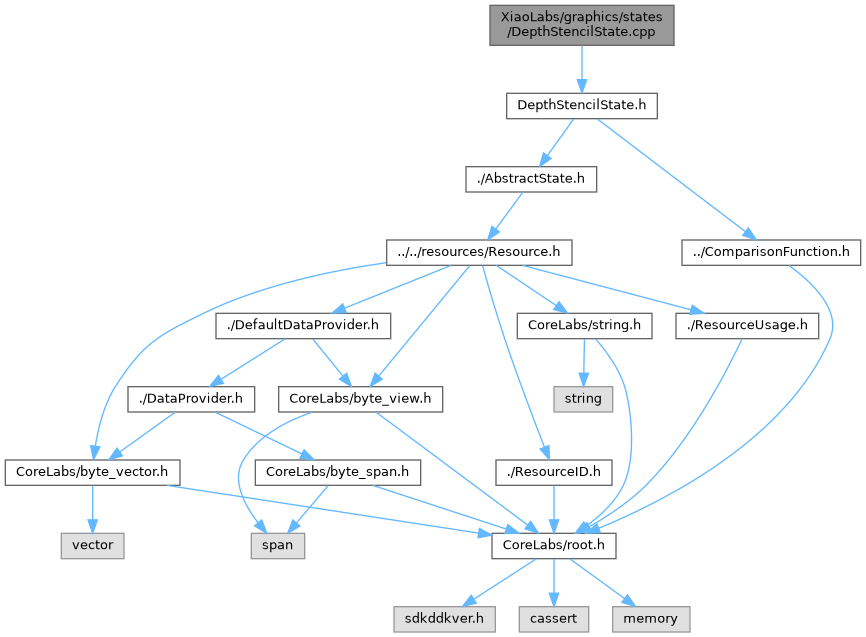 XiaoLabs/graphics/states
/DepthStencilState.cpp
DepthStencilState.h
./AbstractState.h
../../resources/Resource.h
../ComparisonFunction.h
./DefaultDataProvider.h
CoreLabs/string.h
./ResourceUsage.h
./DataProvider.h
CoreLabs/byte_view.h
string
CoreLabs/byte_vector.h
CoreLabs/byte_span.h
./ResourceID.h
vector
span
CoreLabs/root.h
sdkddkver.h
cassert
memory